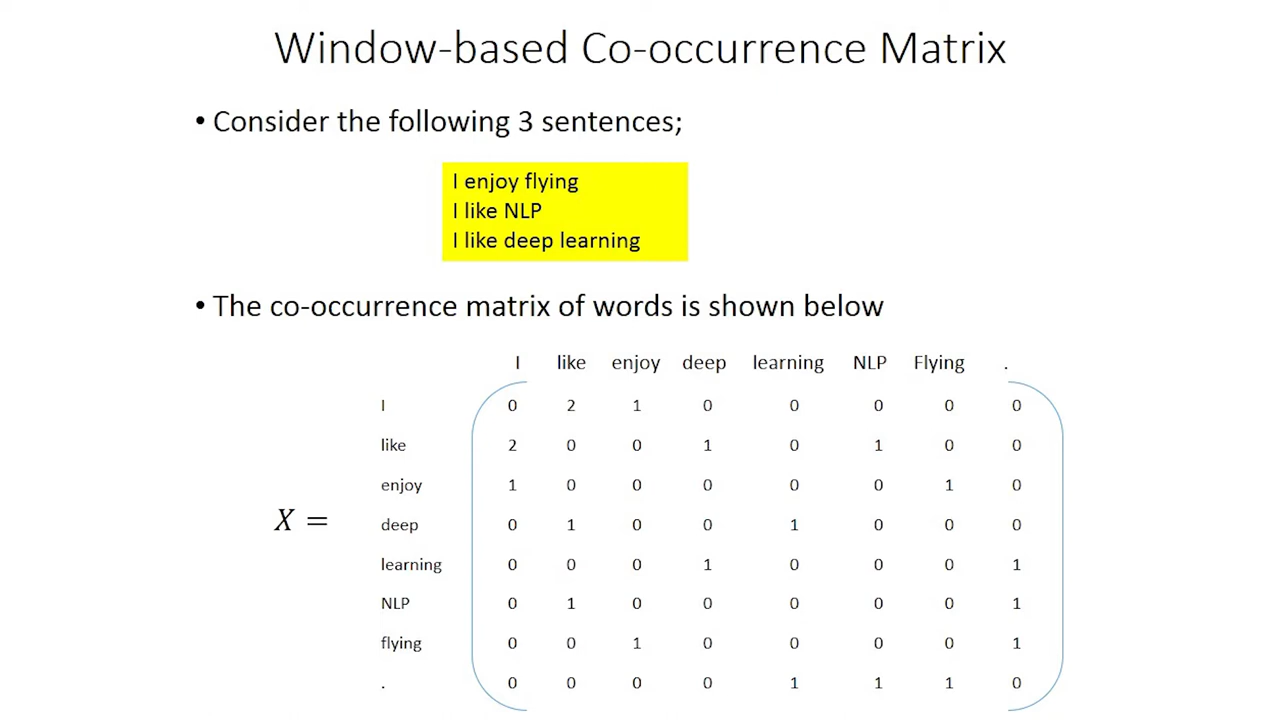 Window-based Co-occurrence Matrix
• Consider the following 3 sentences;
I enjoy flying
I like NLP
I like deep learning
• The co-occurrence matrix of words is shown below
I like enjoy deep learning NLP Flying .
I 0 2 1 0 0 0 0 0
like 2 0 0 1 0 1 0 0
enjoy 1 0 0 0 0 0 1 0
X = deep 0 1 0 0 1 0 0 0
learning 0 0 0 1 0 0 0 1
NLP 0 1 0 0 0 0 0 1
flying 0 0 1 0 0 0 0 1
. 0 0 0 0 1 1 1 0